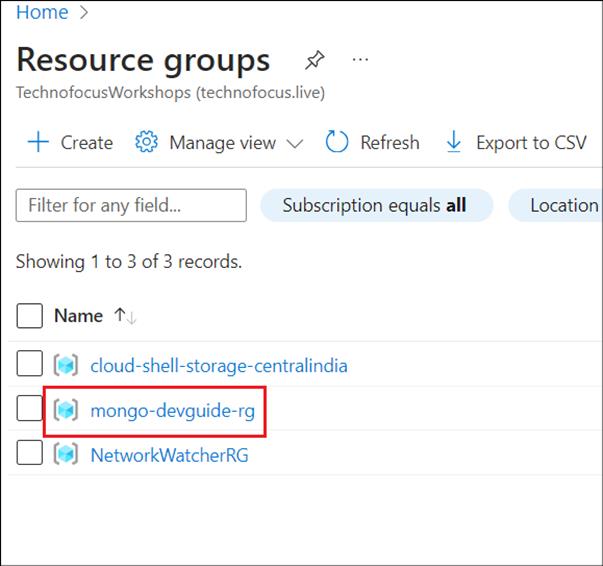 Home >
Resource groups ...
TechnofocusWorkshops (technofocus.live)
+ Create Manage view Refresh Export to CSV
Filter for any field... Subscription equals all Location
Showing 1 to 3 of 3 records.
Name ↑↓
cloud-shell-storage-centralindia
mongo-devguide-rg
NetworkWatcherRG